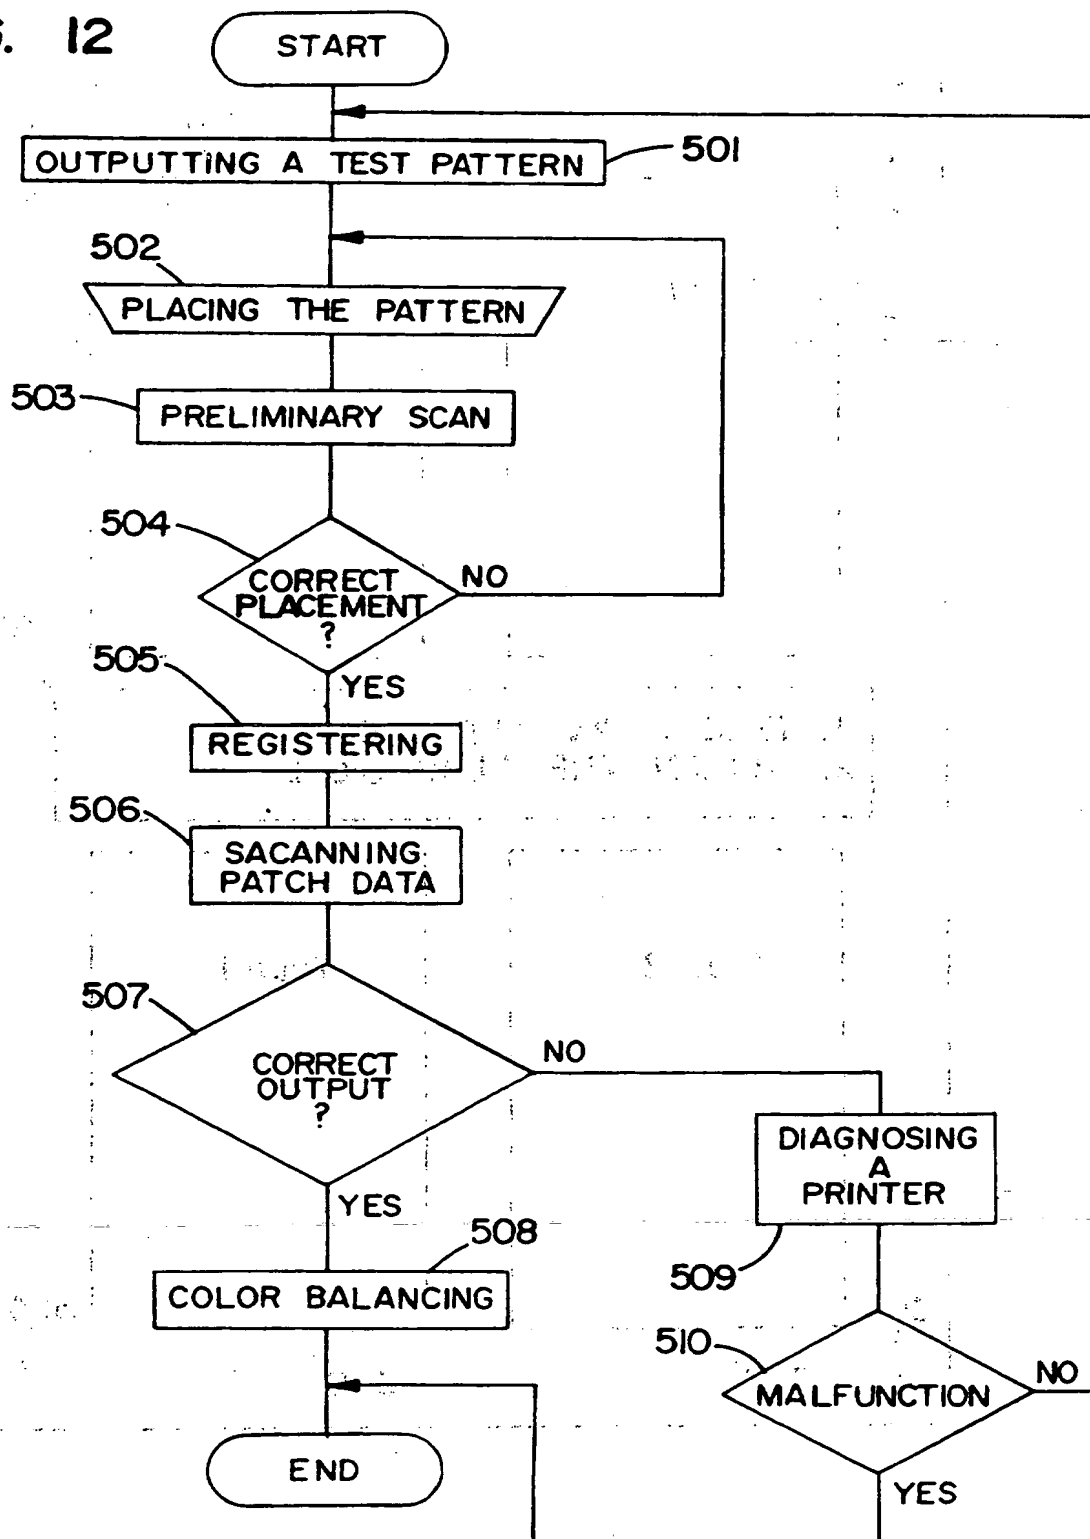 12
START
OUTPUTTING A TEST PATTERN
501
502
PLACING THE PATTERN
503
PRELIMINARY SCAN
504
CORRECT
PLACEMENT
?
NO
505
YES
REGISTERING
506
SACANNING
PATCH DATA
507
CORRECT
OUTPUT
?
NO
DIAGNOSING
A
PRINTER
YES
508
509
COLOR BALANCING
510
MALFUNCTION
NO
END
YES